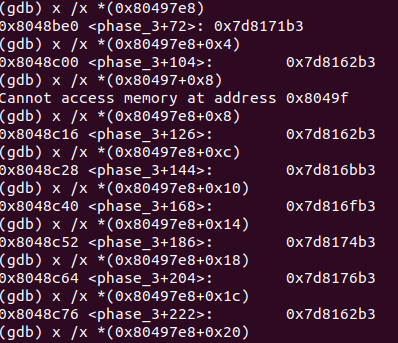 (gdb) x /x *(0x80497e8)
0x8048be0 <phase_3+72>: 0x7d8171b3
(gdb) x /x *(0x80497e8+0x4)
0x8048c00 <phase_3+104>: 0x7d8162b3
(gdb) x /x *(0x80497+0x8)
Cannot access memory at address 0x8049f
(gdb) x /x *(0x80497e8+0x8)
0x8048c16 <phase_3+126>: 0x7d8162b3
(gdb) x /x *(0x80497e8+0xc)
0x8048c28 <phase_3+144>: 0x7d816bb3
(gdb) x /x *(0x80497e8+0x10)
0x8048c40 <phase_3+168>: 0x7d816fb3
(gdb) x /x *(0x80497e8+0x14)
0x8048c52 <phase_3+186>: 0x7d8174b3
(gdb) x /x *(0x80497e8+0x18)
0x8048c64 <phase_3+204>: 0x7d8176b3
(gdb) x /x *(0x80497e8+0x1c)
0x8048c76 <phase_3+222>: 0x7d8162b3
(gdb) x /x *(0x80497e8+0x20)